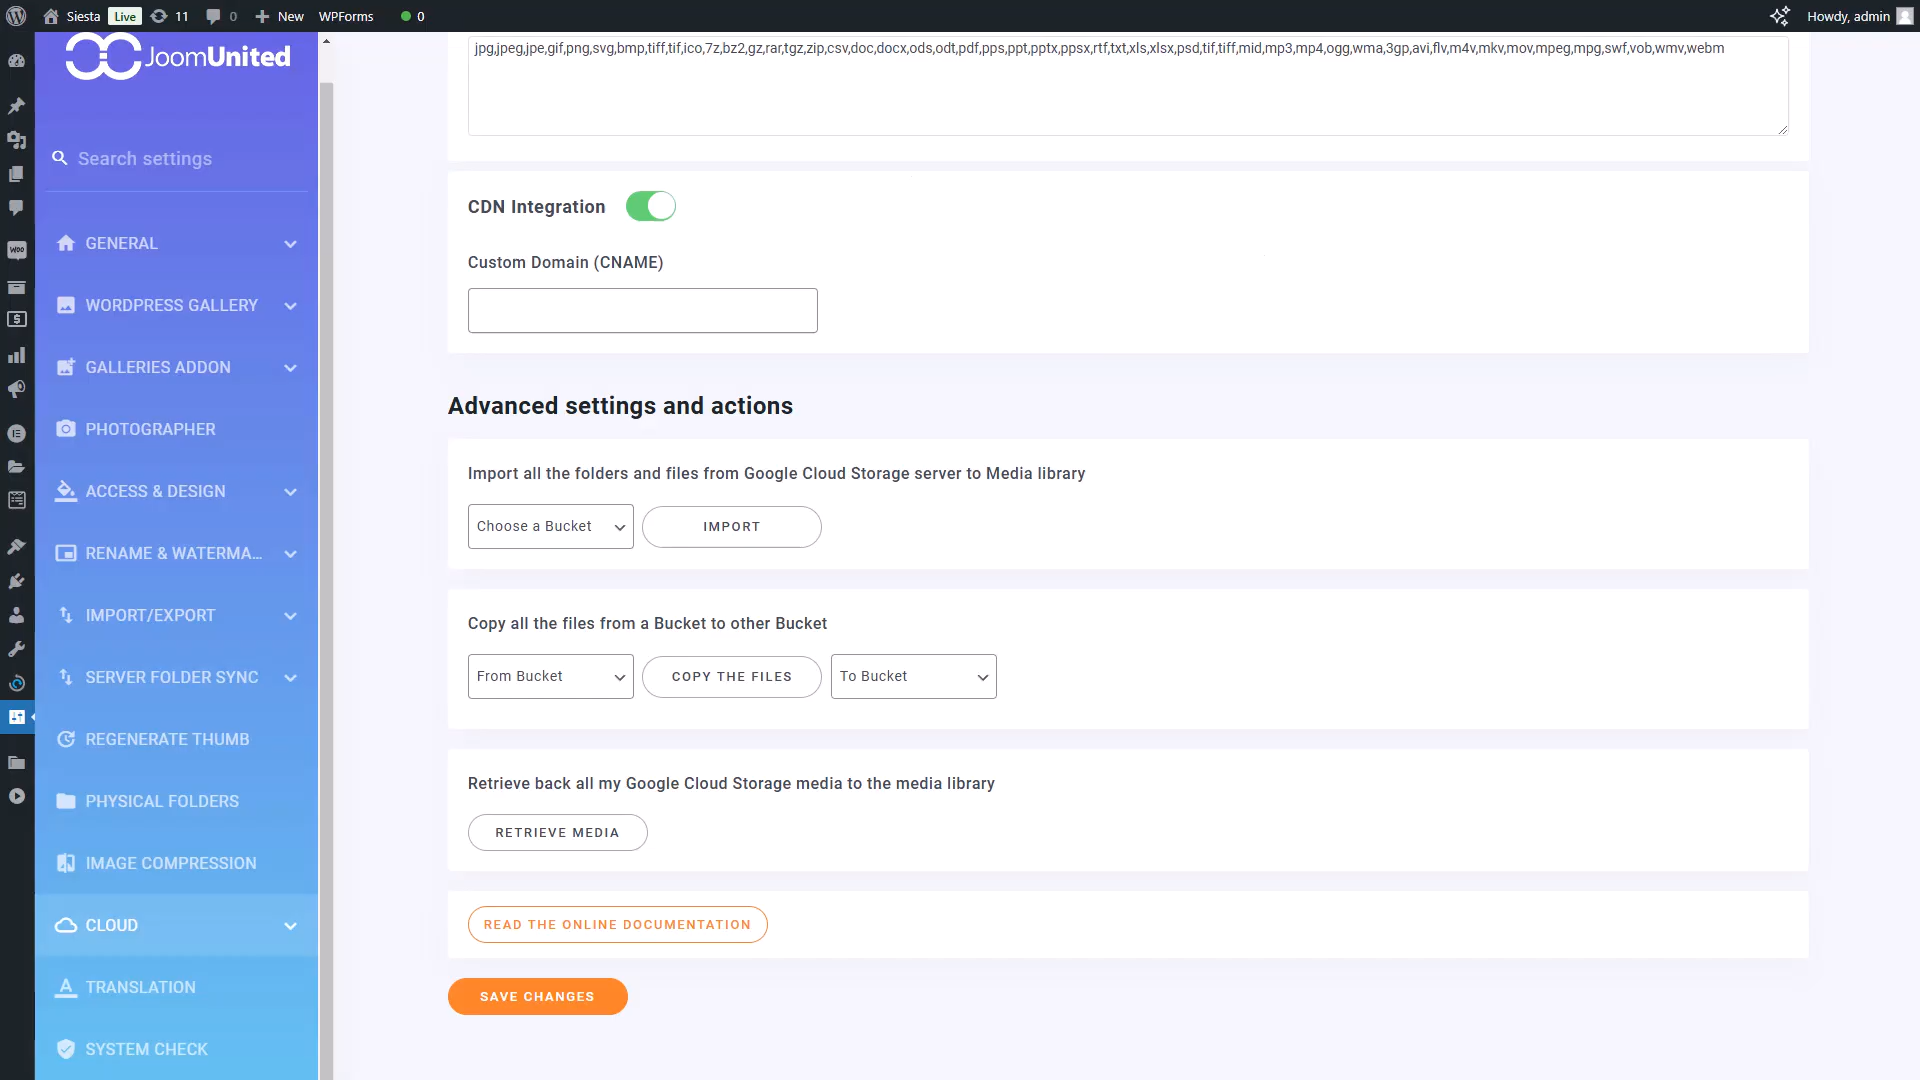 Siesta Live 11 0 New WPForms 0 Howdy, admin
JoomUnited
jpg,jpeg,jpe,gif,png,svg,bmp,tiff,tif,ico,7z,bz2,gz,rar,tgz,zip,csv,doc,docx,ods,odt,pdf,pps,ppt,pptx,ppsx,rtf,txt,xls,xlsx,psd,tif,tiff,mid,mp3,mp4,ogg,wma,3gp,avi,flv,m4v,mkv,mov,mpeg,mpg,swf,vob,wmv,webm
Search settings
GENERAL
WORDPRESS GALLERY
GALLERIES ADDON
PHOTOGRAPHER
ACCESS & DESIGN
RENAME & WATERMA...
IMPORT/EXPORT
SERVER FOLDER SYNC
REGENERATE THUMB
PHYSICAL FOLDERS
IMAGE COMPRESSION
CLOUD
TRANSLATION
SYSTEM CHECK
CDN Integration
Custom Domain (CNAME)
Advanced settings and actions
Import all the folders and files from Google Cloud Storage server to Media library
Choose a Bucket IMPORT
Copy all the files from a Bucket to other Bucket
From Bucket COPY THE FILES To Bucket
Retrieve back all my Google Cloud Storage media to the media library
RETRIEVE MEDIA
READ THE ONLINE DOCUMENTATION
SAVE CHANGES